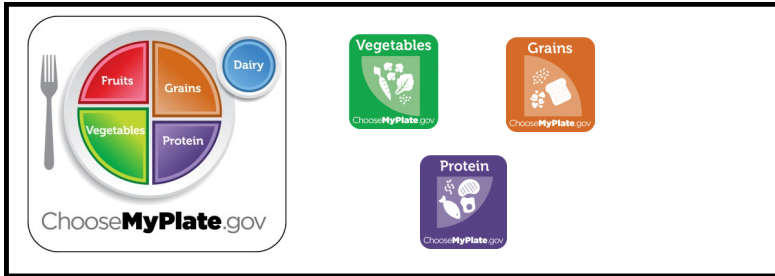 Fruits
Grains
Dairy
Vegetables
Protein
ChooseMyPlate.gov
Vegetables
ChooseMyPlate.gov
Grains
ChooseMyPlate.gov
Protein
ChooseMyPlate.gov